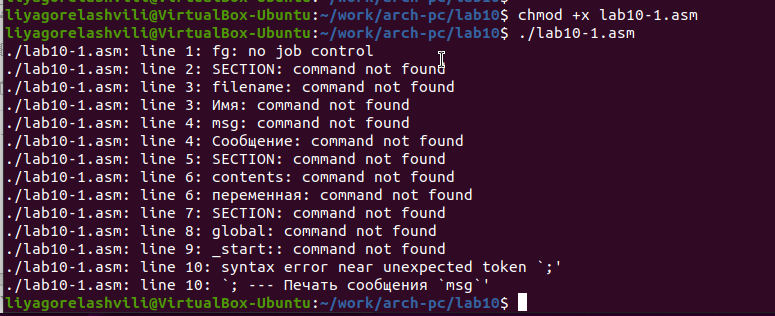 liyagorelashvili@VirtualBox-Ubuntu:~/work/arch-pc/lab10$ chmod +x lab10-1.asm
liyagorelashvili@VirtualBox-Ubuntu:~/work/arch-pc/lab10$ ./lab10-1.asm
./lab10-1.asm: line 1: fg: no job control
./lab10-1.asm: line 2: SECTION: command not found
./lab10-1.asm: line 3: filename: command not found
./lab10-1.asm: line 3: Имя: command not found
./lab10-1.asm: line 4: msg: command not found
./lab10-1.asm: line 4: Сообщение: command not found
./lab10-1.asm: line 5: SECTION: command not found
./lab10-1.asm: line 6: contents: command not found
./lab10-1.asm: line 6: переменная: command not found
./lab10-1.asm: line 7: SECTION: command not found
./lab10-1.asm: line 8: global: command not found
./lab10-1.asm: line 9: _start:: command not found
./lab10-1.asm: line 10: syntax error near unexpected token `;'
./lab10-1.asm: line 10: `; --- Печать сообщения `msg`'
liyagorelashvili@VirtualBox-Ubuntu:~/work/arch-pc/lab10$